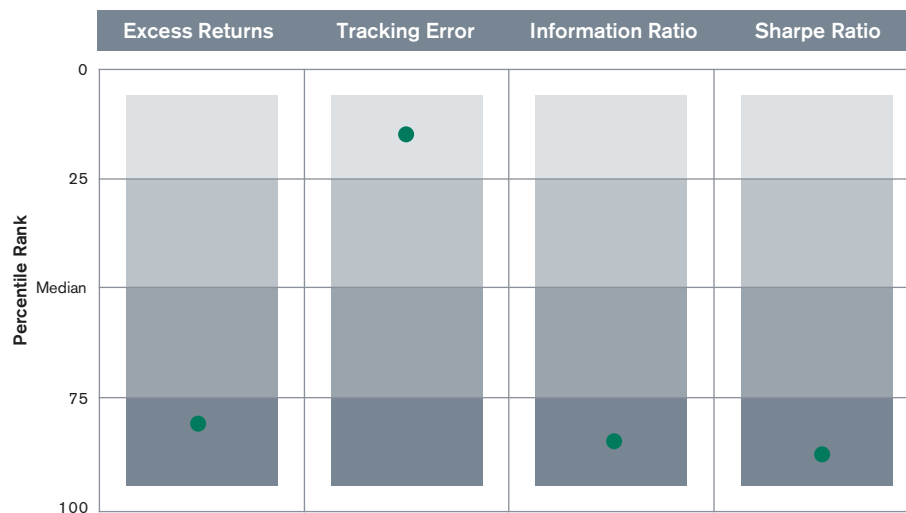 Excess Returns Tracking Error Information Ratio Sharpe Ratio
0
25
Median
75
100
Percentile Rank